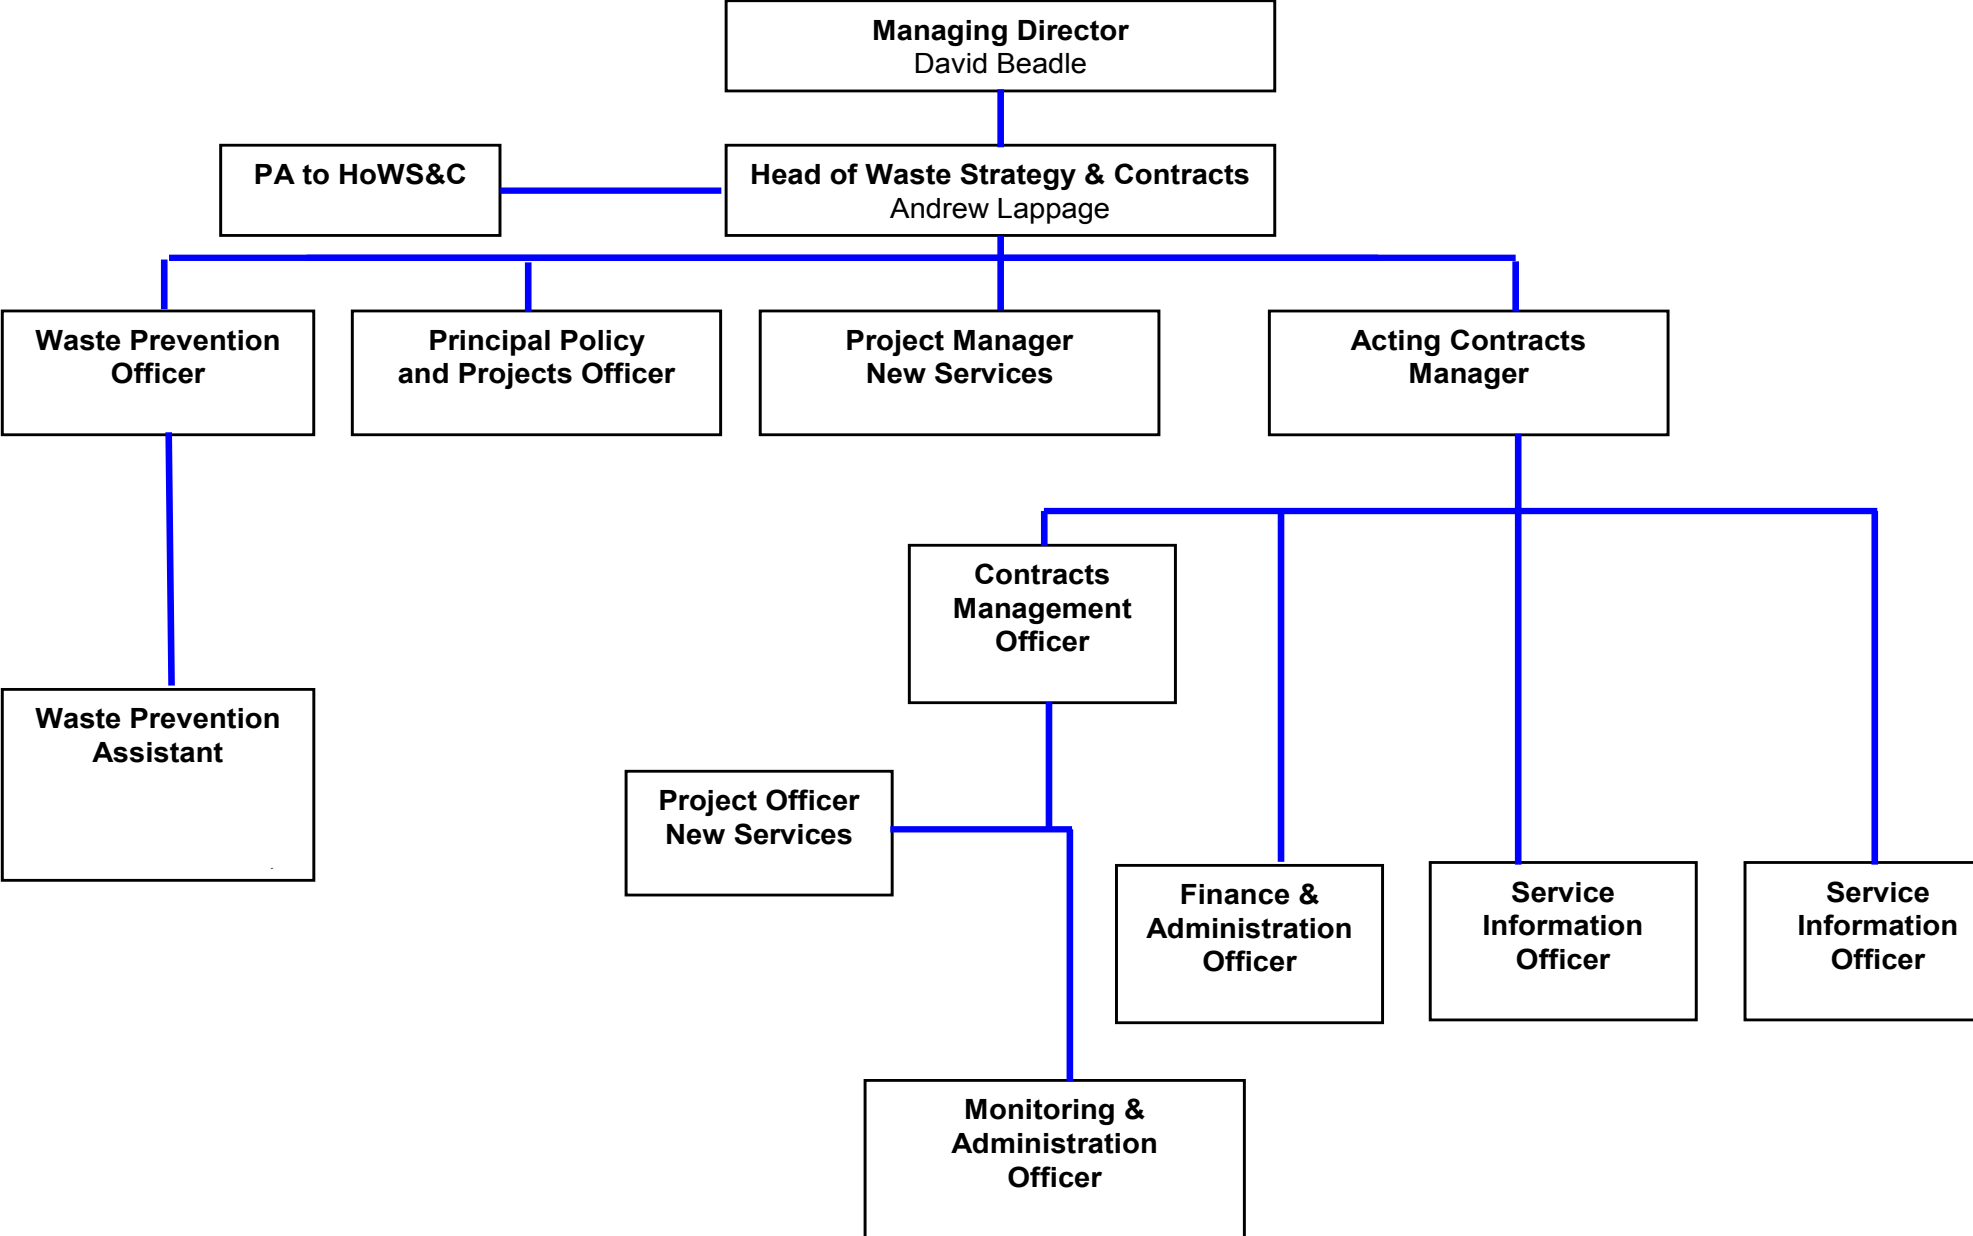 Managing Director
David Beadle
PA to HoWS&C
Head of Waste Strategy & Contracts
Andrew Lappage
Waste Prevention
Officer
Principal Policy
and Projects Officer
Project Manager
New Services
Acting Contracts
Manager
Contracts
Management
Officer
Waste Prevention
Assistant
Project Officer
New Services
Finance &
Administration
Officer
Service
Information
Officer
Service
Information
Officer
Monitoring &
Administration
Officer